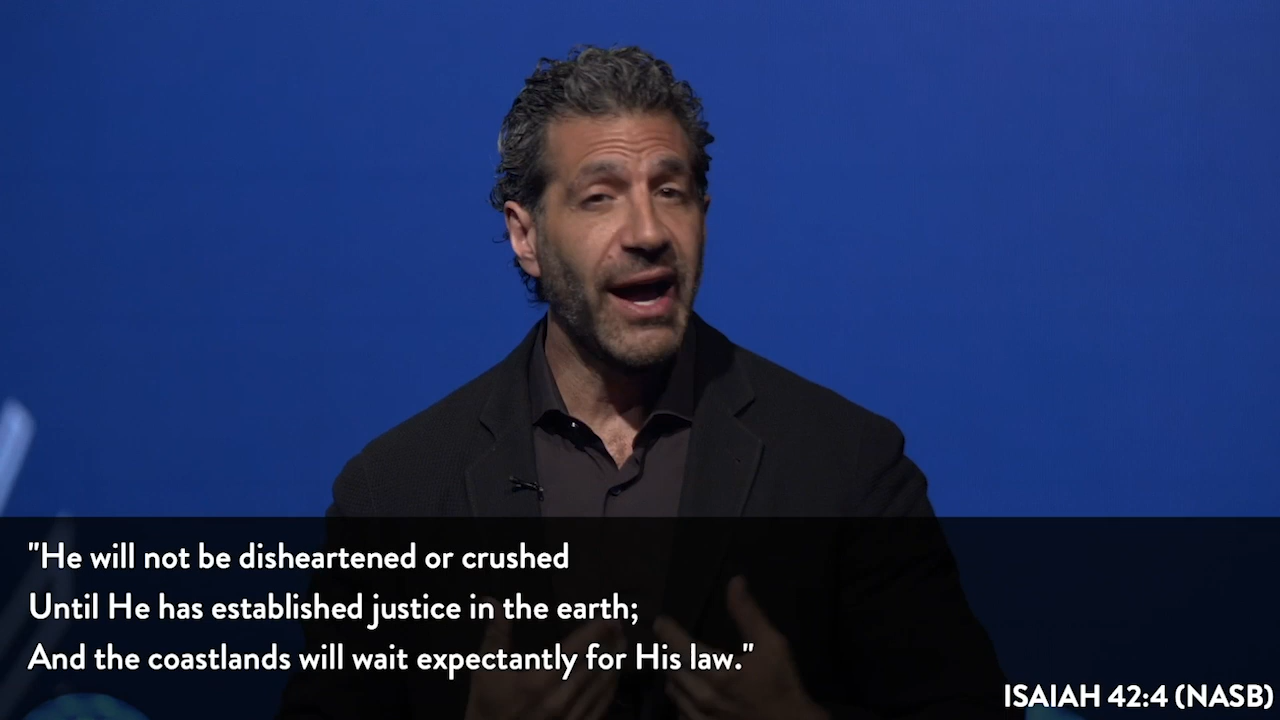 "He will not be disheartened or crushed
Until He has established justice in the earth;
And the coastlands will wait expectantly for His law."
ISAIAH 42:4 (NASB)